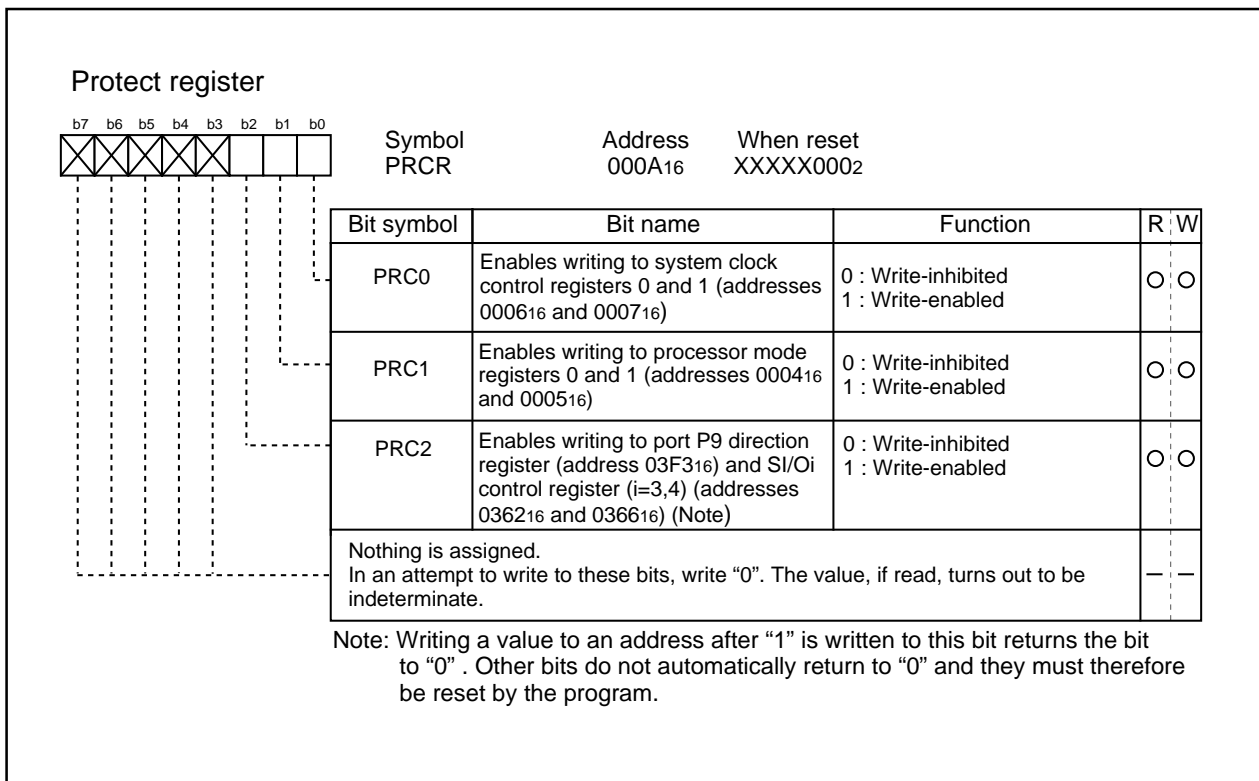 Protect register
b7 b6 b5 b4 b3 b2 b1 b0
Symbol Address When reset
PRCR 000A16 XXXXX0002
Bit symbol Bit name Function R W
PRC0 Enables writing to system clock
control registers 0 and 1 (addresses
000616 and 000716)
0 : Write-inhibited
1 : Write-enabled
PRC1 Enables writing to processor mode
registers 0 and 1 (addresses 000416
and 000516)
0 : Write-inhibited
1 : Write-enabled
PRC2 Enables writing to port P9 direction
register (address 03F316) and SI/Oi
control register (i=3,4) (addresses
036216 and 036616) (Note)
0 : Write-inhibited
1 : Write-enabled
Nothing is assigned.
In an attempt to write to these bits, write “0”. The value, if read, turns out to be
indeterminate.
Note: Writing a value to an address after “1” is written to this bit returns the bit
to “0” . Other bits do not automatically return to “0” and they must therefore
be reset by the program.